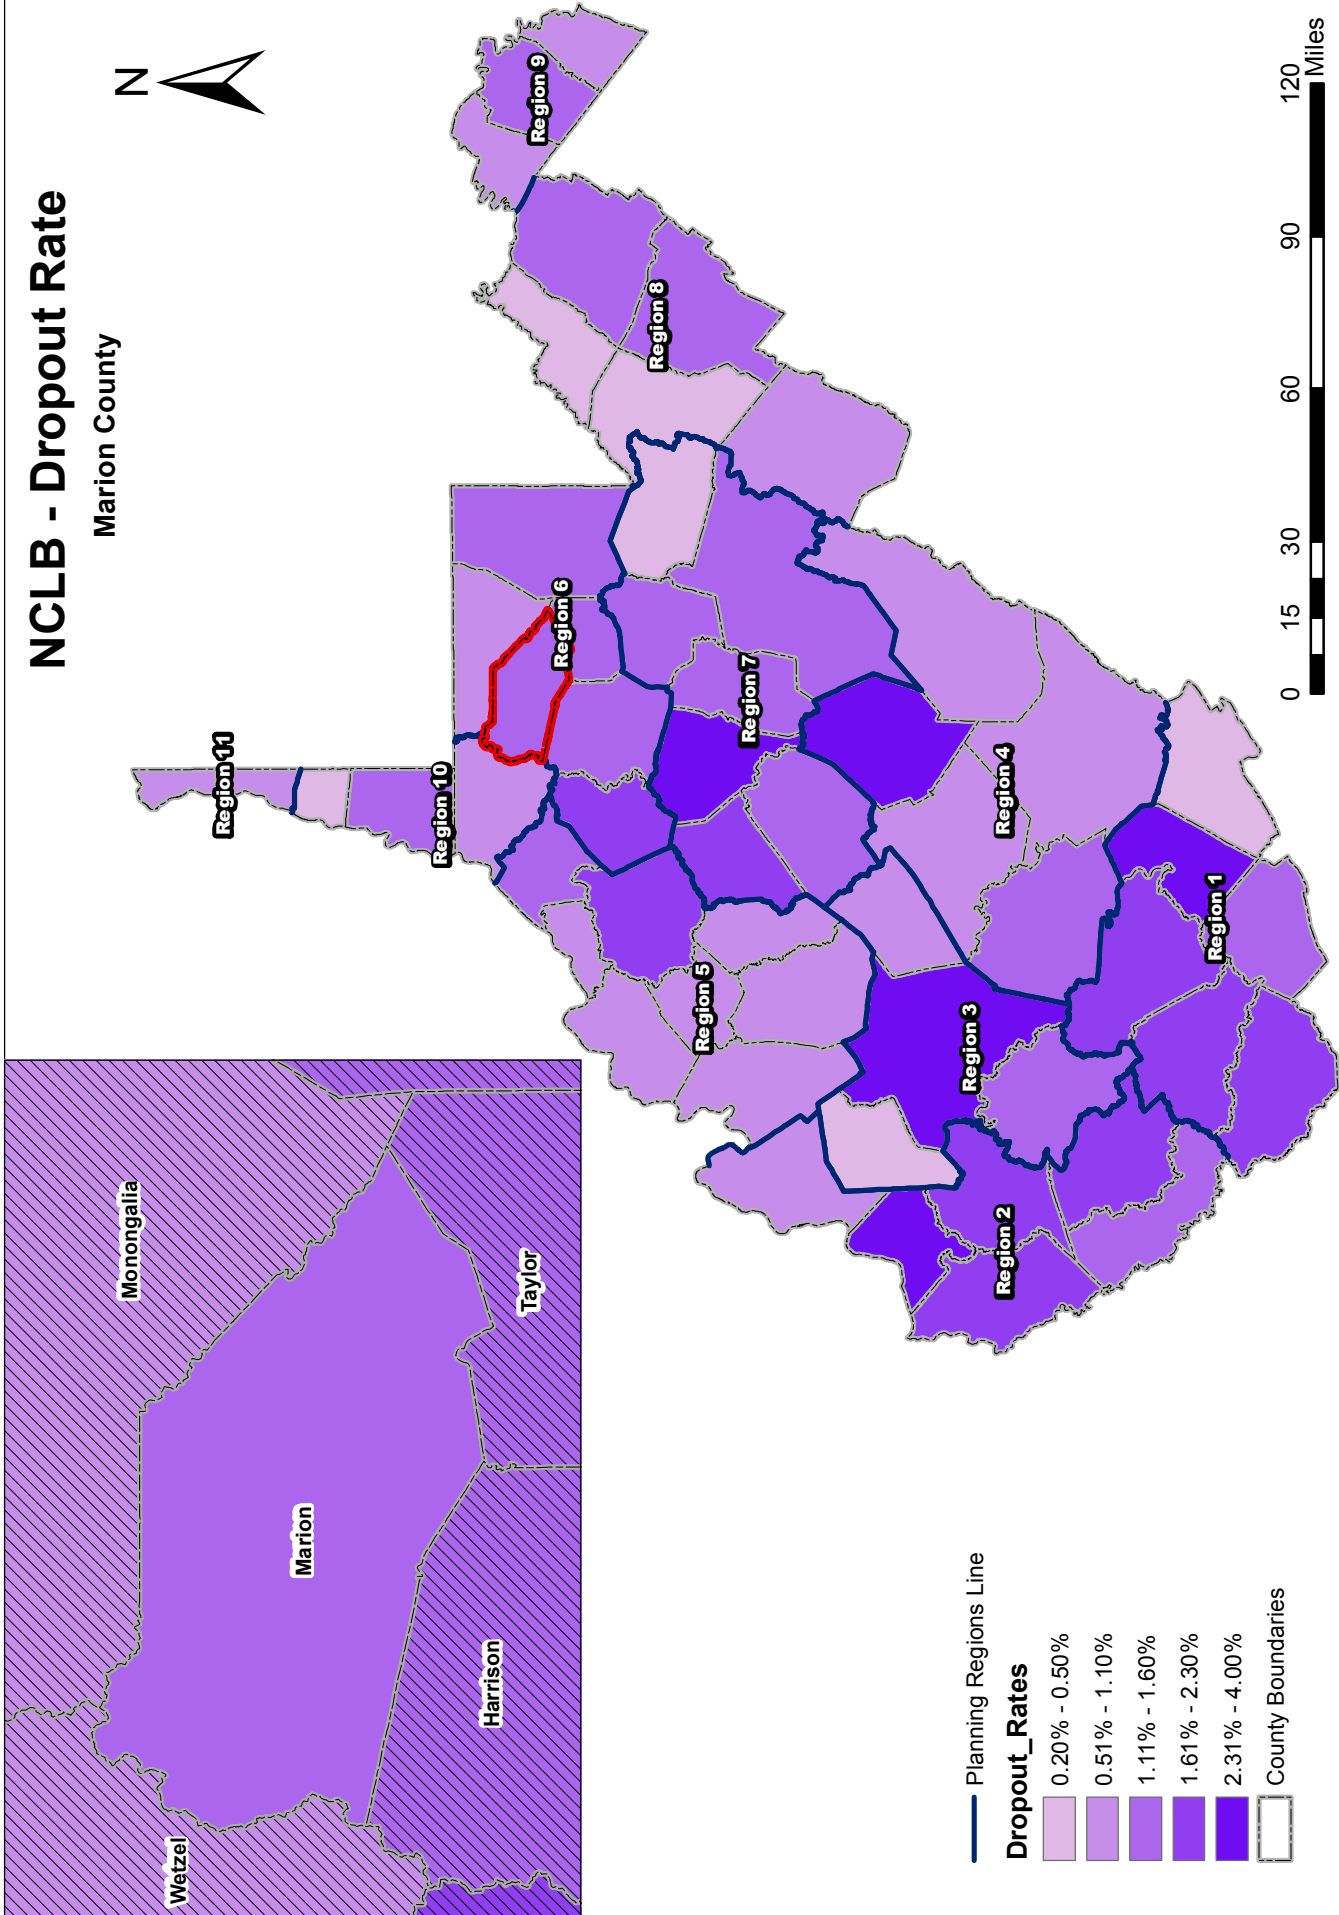 NCLB - Dropout Rate
Marion County
N
Monongalia
Wetzel
Marion
Harrison
Taylor
Region 11
Region 10
Region 6
Region 9
Region 8
Region 7
Region 5
Region 4
Region 3
Region 2
Region 1
Planning Regions Line
Dropout_Rates
0.20% - 0.50%
0.51% - 1.10%
1.11% - 1.60%
1.61% - 2.30%
2.31% - 4.00%
County Boundaries
0 15 30 60 90 120
Miles